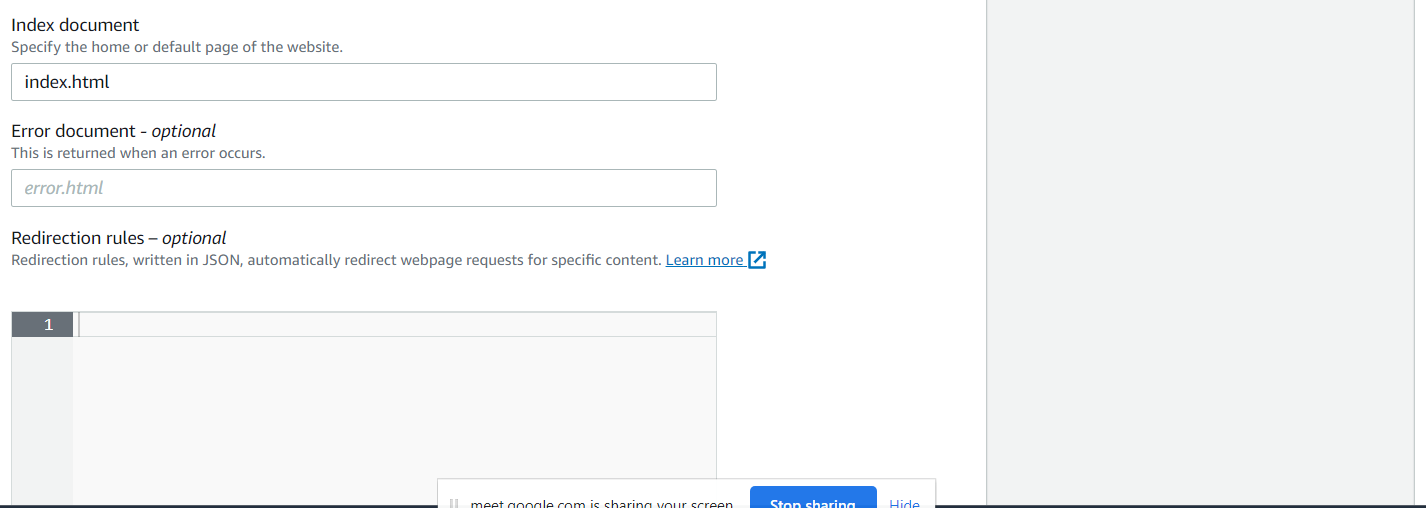 Index document
Specify the home or default page of the website.
index.html
Error document - optional
This is returned when an error occurs.
error.html
Redirection rules – optional
Redirection rules, written in JSON, automatically redirect webpage requests for specific content. Learn more
1
meet.google.com is sharing your screen. Stop sharing Hide